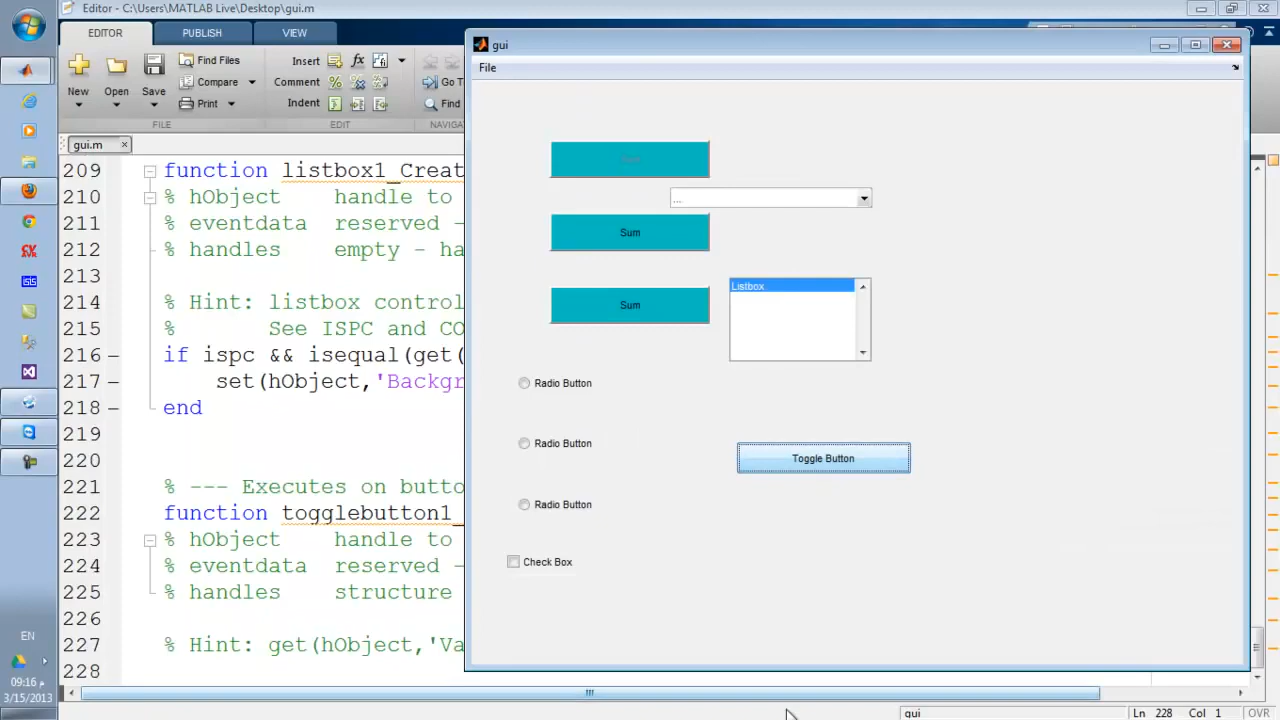 Editor - C:\Users\MATLAB Live\Desktop\gui.m
EDITOR PUBLISH VIEW
New Open Save
Find Files
Compare
Print
Insert
Comment
Indent
Go T
Find
FILE EDIT NAVIGA
gui.m ×
209 function listbox1_Creat
210 % hObject    handle to
211 % eventdata  reserved -
212 % handles    empty - ha
213
214 % Hint: listbox control
215 %       See ISPC and CO
216 if ispc && isequal(get(
217     set(hObject,'Backgr
218 end
219
220
221 % --- Executes on butto
222 function togglebutton1_
223 % hObject    handle to
224 % eventdata  reserved -
225 % handles    structure
226
227 % Hint: get(hObject,'Va
228
gui
File
...
Sum
Sum
Listbox
Radio Button
Radio Button
Toggle Button
Radio Button
Check Box
EN
09:16 م
3/15/2013
gui Ln 228 Col 1 OVR